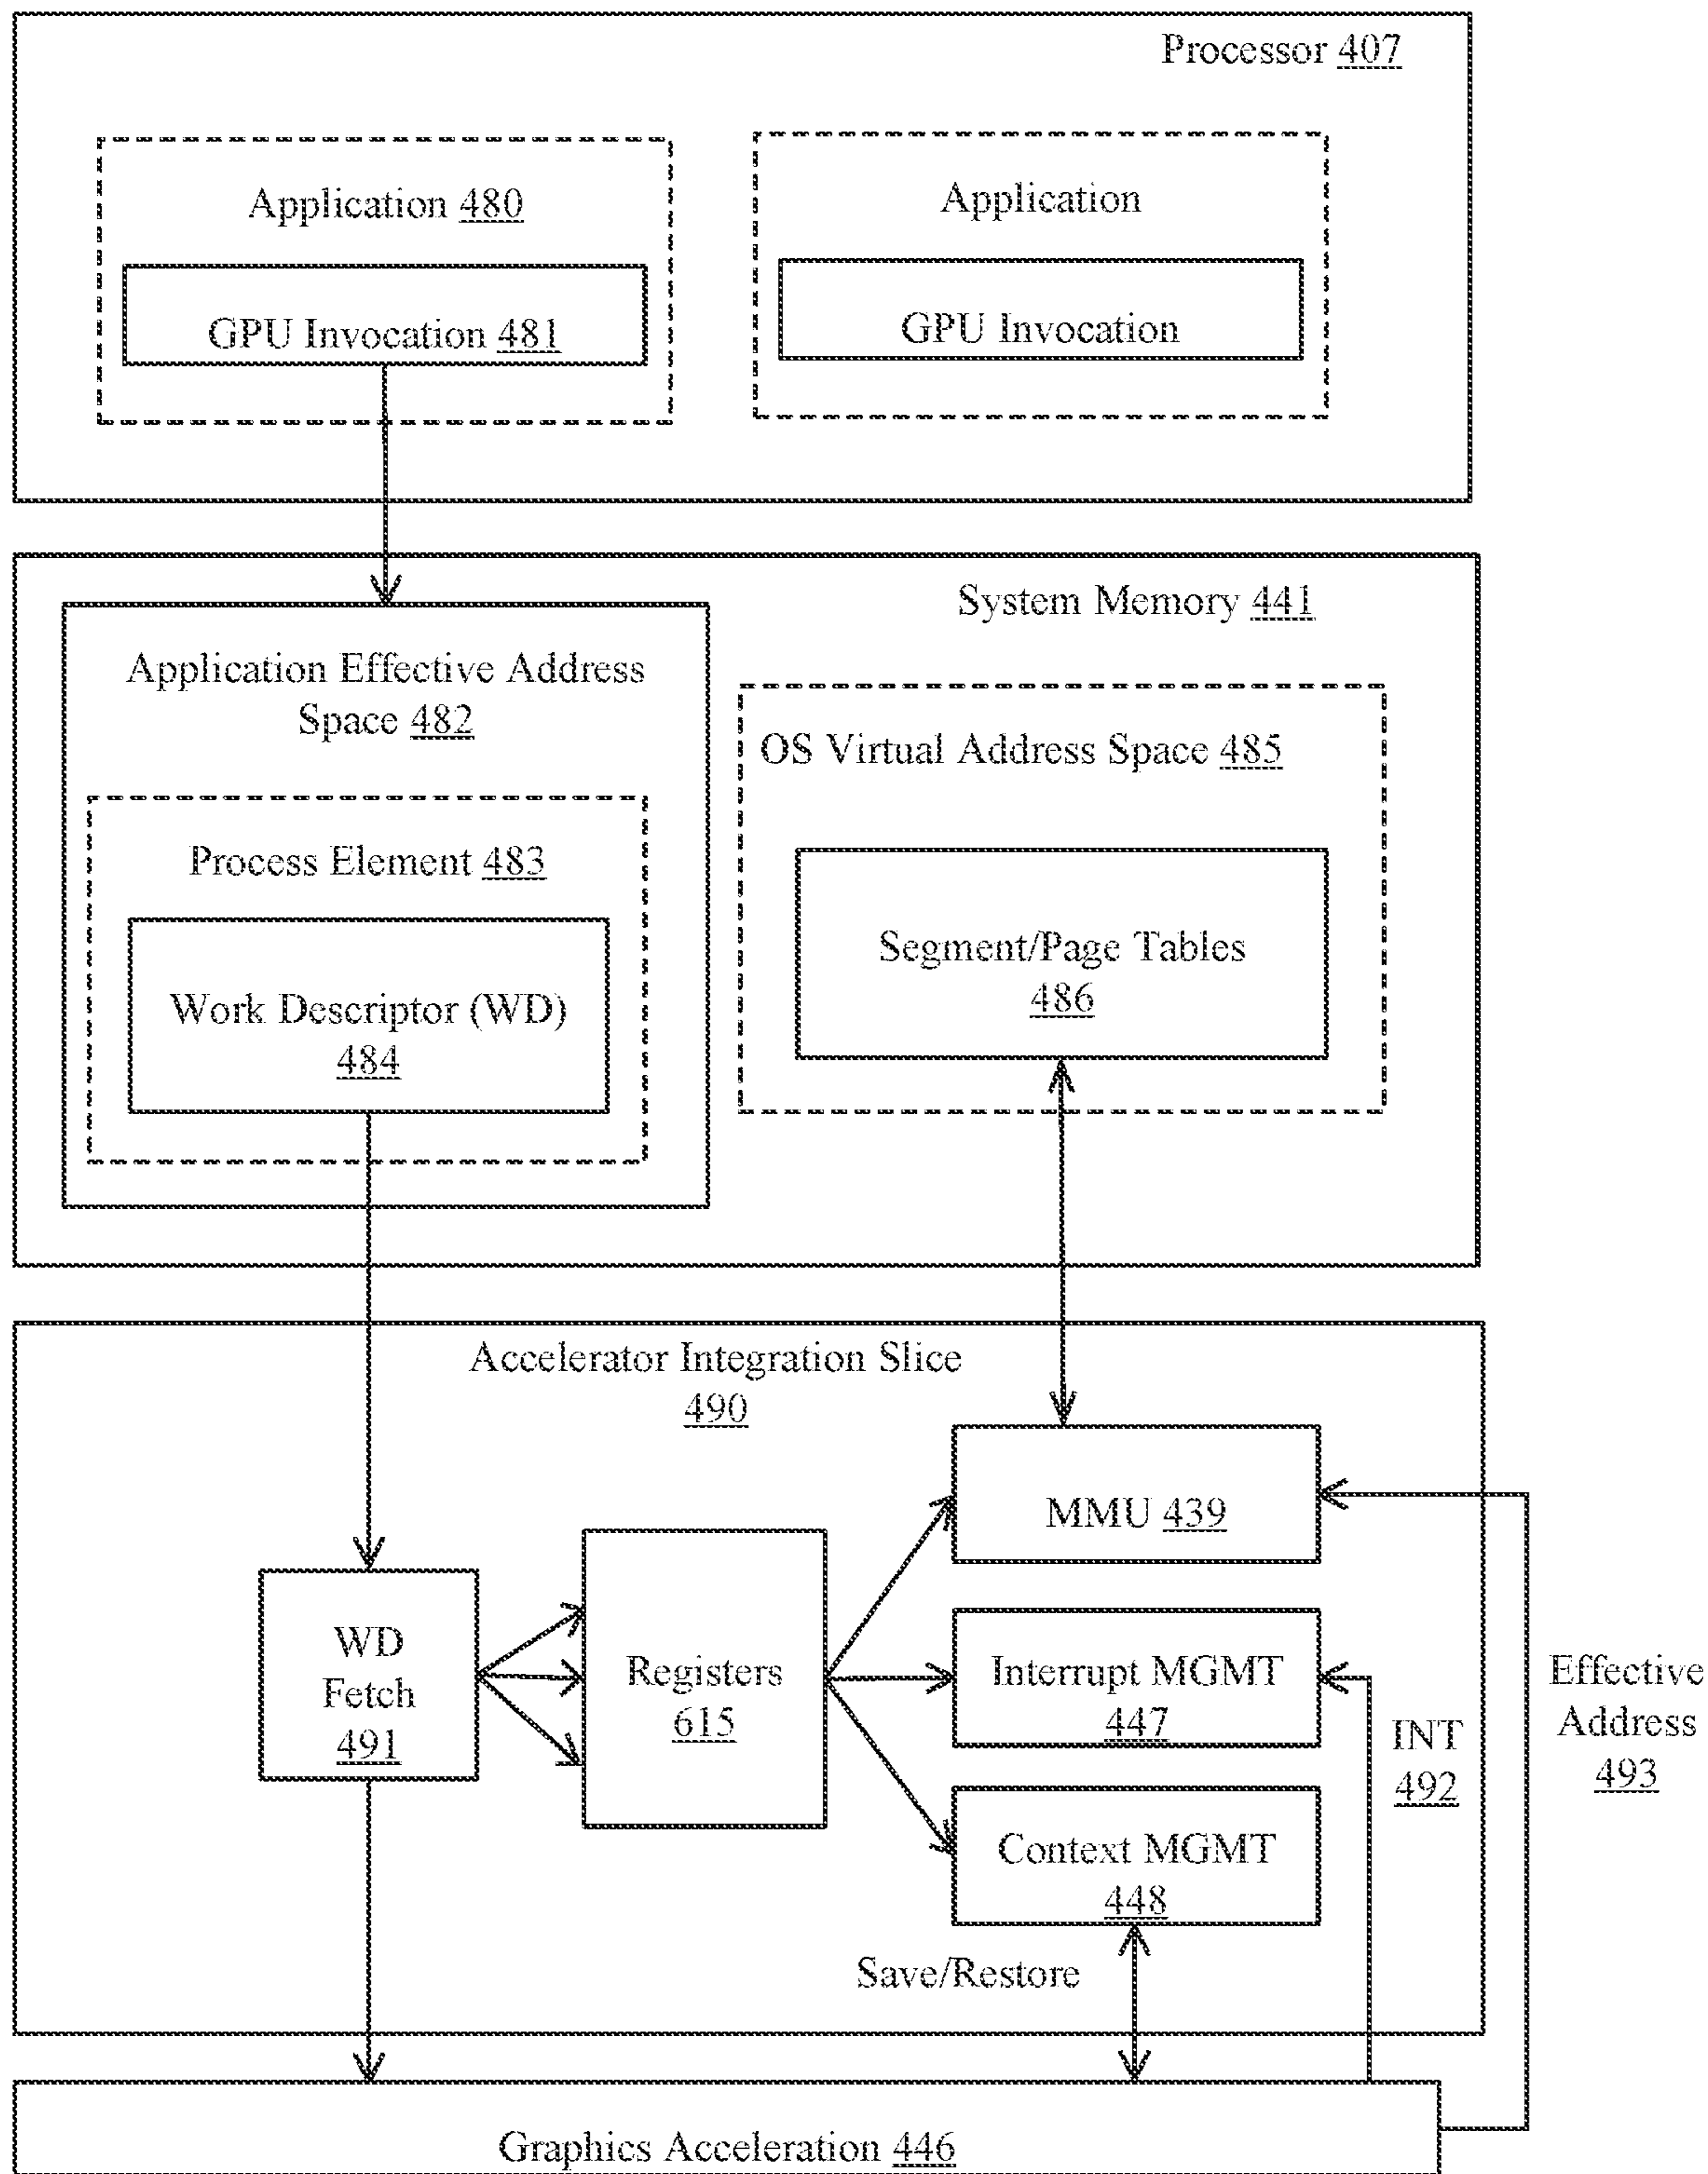 Processor 407
Application 480
GPU Invocation 481
Application
GPU Invocation
System Memory 441
Application Effective Address
Space 482
Process Element 483
Work Descriptor (WD)
484
OS Virtual Address Space 485
Segment/Page Tables
486
Accelerator Integration Slice
490
WD
Fetch
491
Registers
615
MMU 439
Interrupt MGMT
447
Context MGMT
448
Save/Restore
INT
492
Effective
Address
493
Graphics Acceleration 446